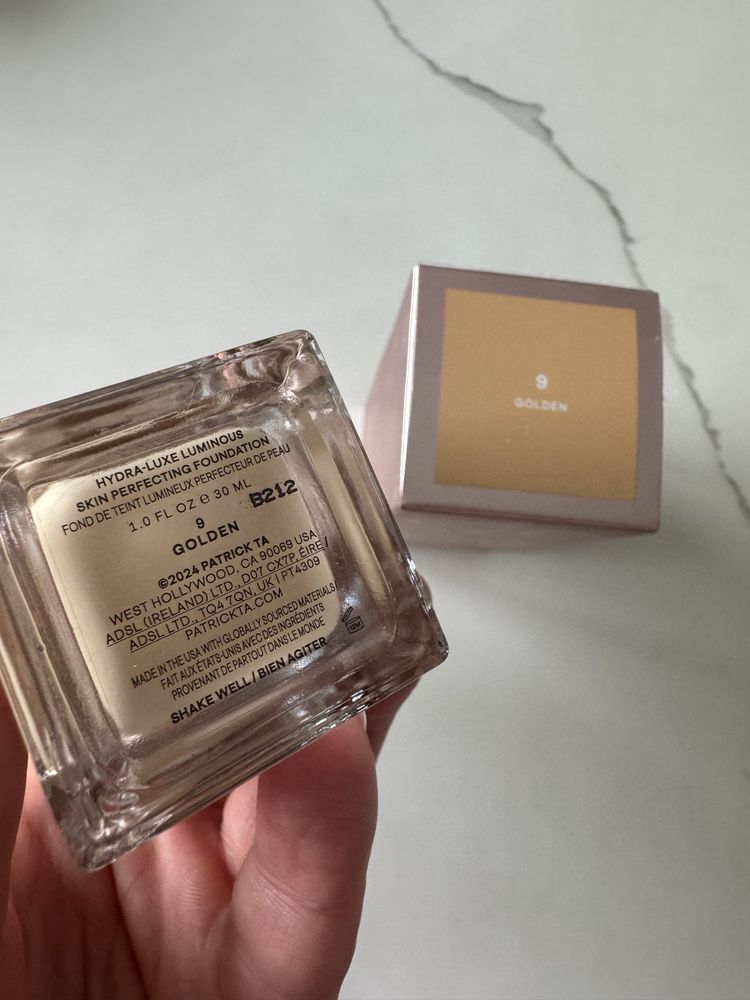 HYDRA-LUXE LUMINOUS
SKIN PERFECTING FOUNDATION
FOND DE TEINT LUMINEUX PERFECTEUR DE PEAU
1.0 FL OZ ℮ 30 ML
B212
9
GOLDEN
©2024 PATRICK TA
WEST HOLLYWOOD, CA 90069 USA
ADSL (IRELAND) LTD., D07 CX7P, ÉIRE /
ADSL LTD., TQ4 7QN, UK | PT4309
PATRICKTA.COM
MADE IN THE USA WITH GLOBALLY SOURCED MATERIALS
FAIT AUX ÉTATS-UNIS AVEC DES INGRÉDIENTS
PROVENANT DE PARTOUT DANS LE MONDE
SHAKE WELL / BIEN AGITER
12M
9
GOLDEN